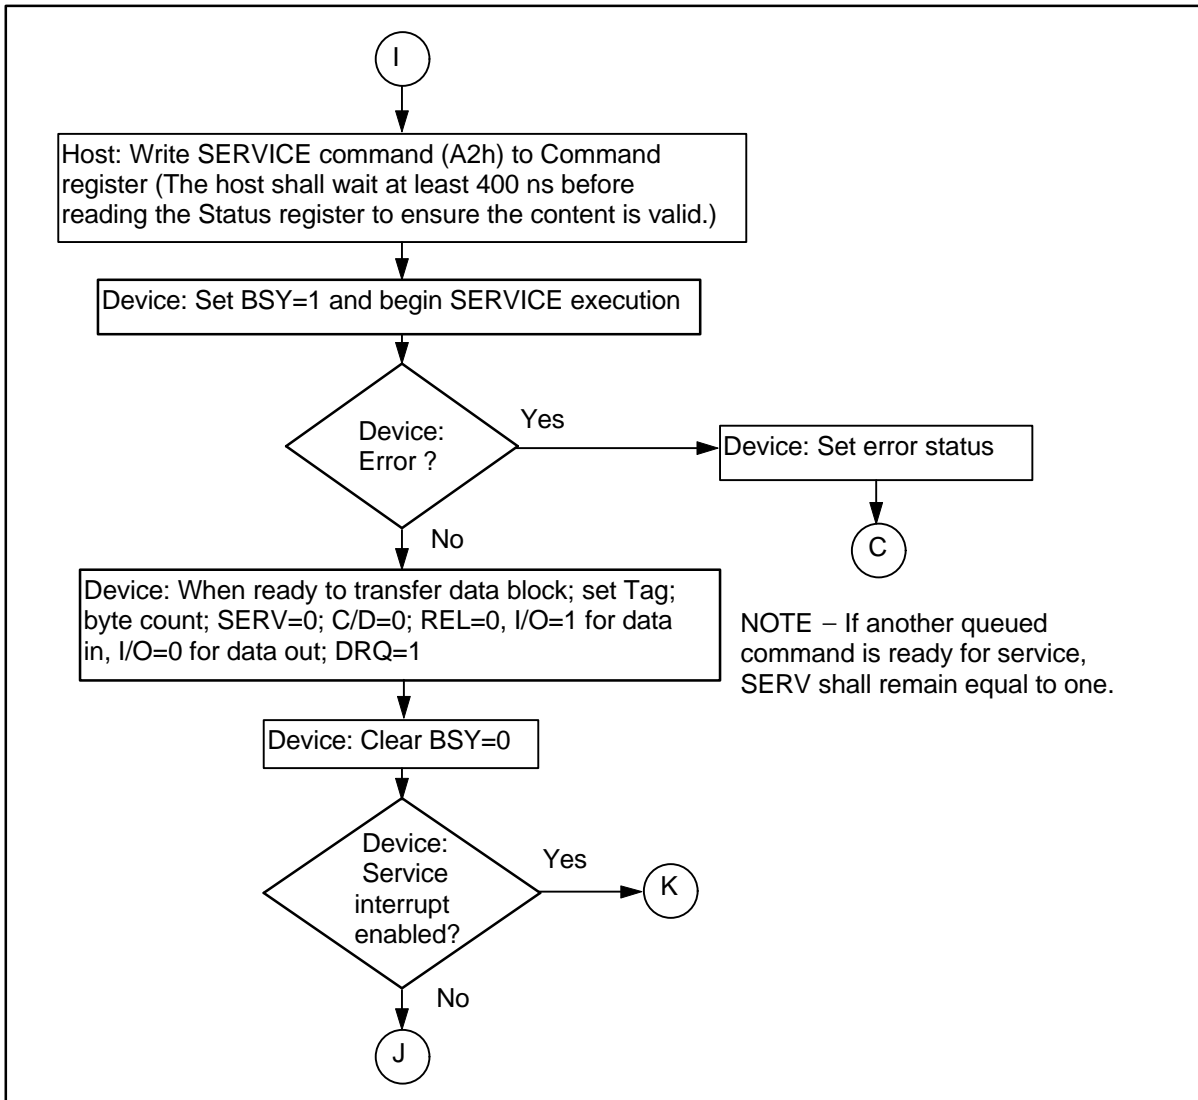 I
Host: Write SERVICE command (A2h) to Command
register (The host shall wait at least 400 ns before
reading the Status register to ensure the content is valid.)
Device: Set BSY=1 and begin SERVICE execution
Device:
Error ?
Yes
Device: Set error status
C
No
Device: When ready to transfer data block; set Tag;
byte count; SERV=0; C/D=0; REL=0, I/O=1 for data
in, I/O=0 for data out; DRQ=1
NOTE – If another queued
command is ready for service,
SERV shall remain equal to one.
Device: Clear BSY=0
Device:
Service
interrupt
enabled?
Yes
K
No
J